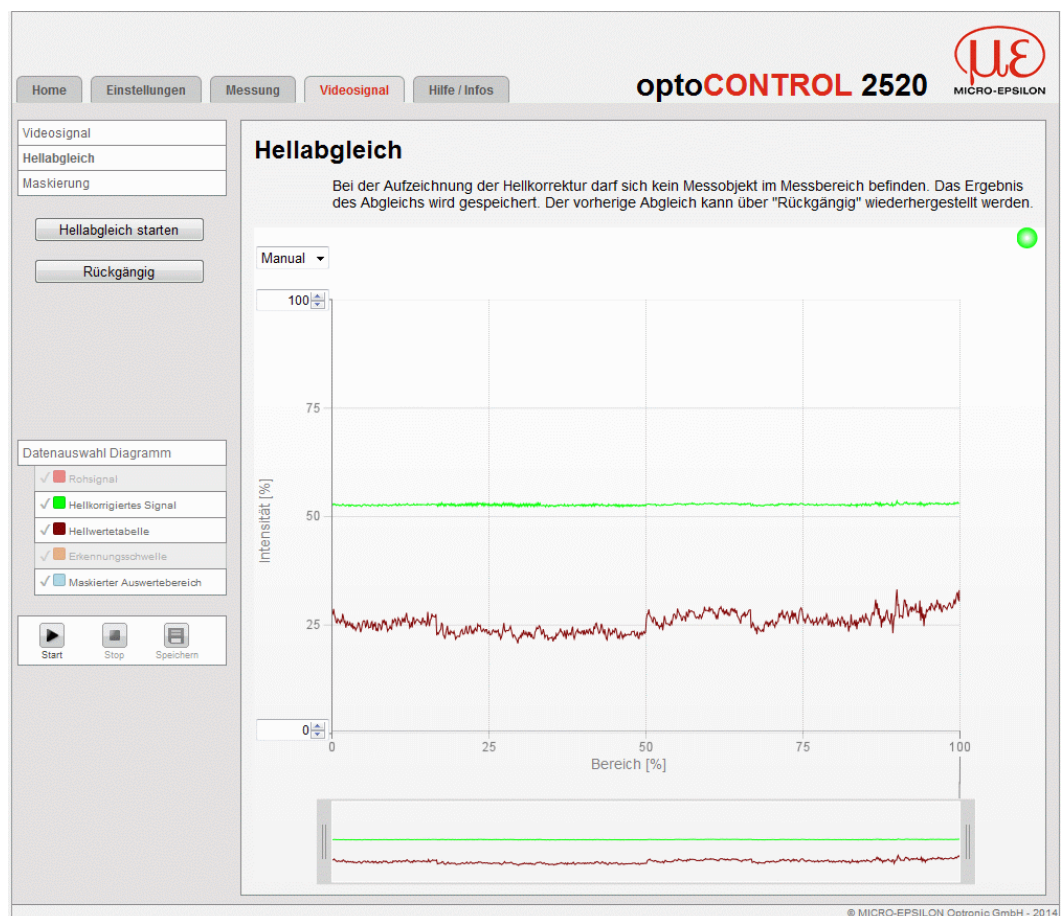 με
MICRO-EPSILON
optoCONTROL 2520
Home
Einstellungen
Messung
Videosignal
Hilfe / Infos
Videosignal
Hellabgleich
Maskierung
Hellabgleich starten
Rückgängig
Datenauswahl Diagramm
Rohsignal
Hellkorrigiertes Signal
Hellwertetabelle
Erkennungsschwelle
Maskierter Auswertebereich
Start
Stop
Speichern
Hellabgleich
Bei der Aufzeichnung der Hellkorrektur darf sich kein Messobjekt im Messbereich befinden. Das Ergebnis
des Abgleichs wird gespeichert. Der vorherige Abgleich kann über "Rückgängig" wiederhergestellt werden.
Manual
100
75
50
25
0
Intensität [%]
0
25
50
75
100
Bereich [%]
© MICRO-EPSILON Optronic GmbH - 2014